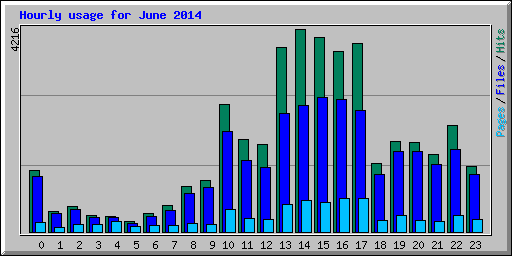 Hourly usage for June 2014
4216
Pages / Files / Hits
0 1 2 3 4 5 6 7 8 9 10 11 12 13 14 15 16 17 18 19 20 21 22 23